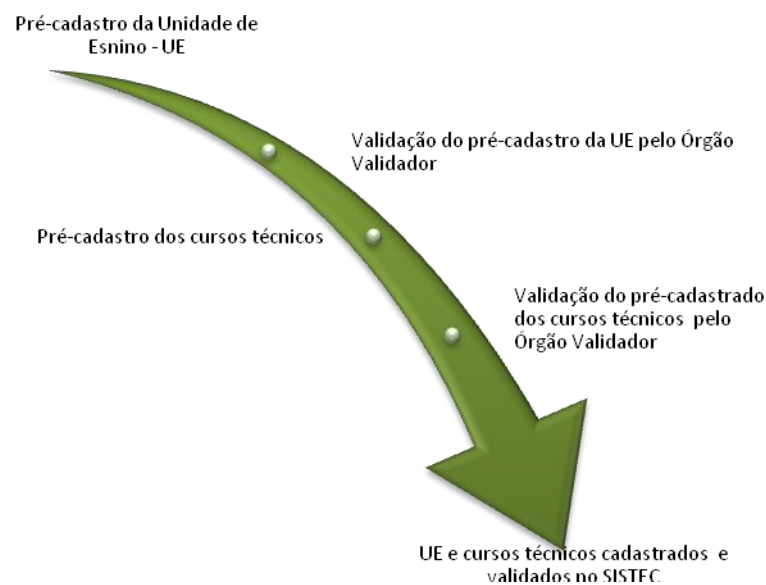 Pré-cadastro da Unidade de
Esnino - UE
Validação do pré-cadastro da UE pelo Órgão
Validador
Pré-cadastro dos cursos técnicos
Validação do pré-cadastrado
dos cursos técnicos pelo
Órgão Validador
UE e cursos técnicos cadastrados e
validados no SISTEC